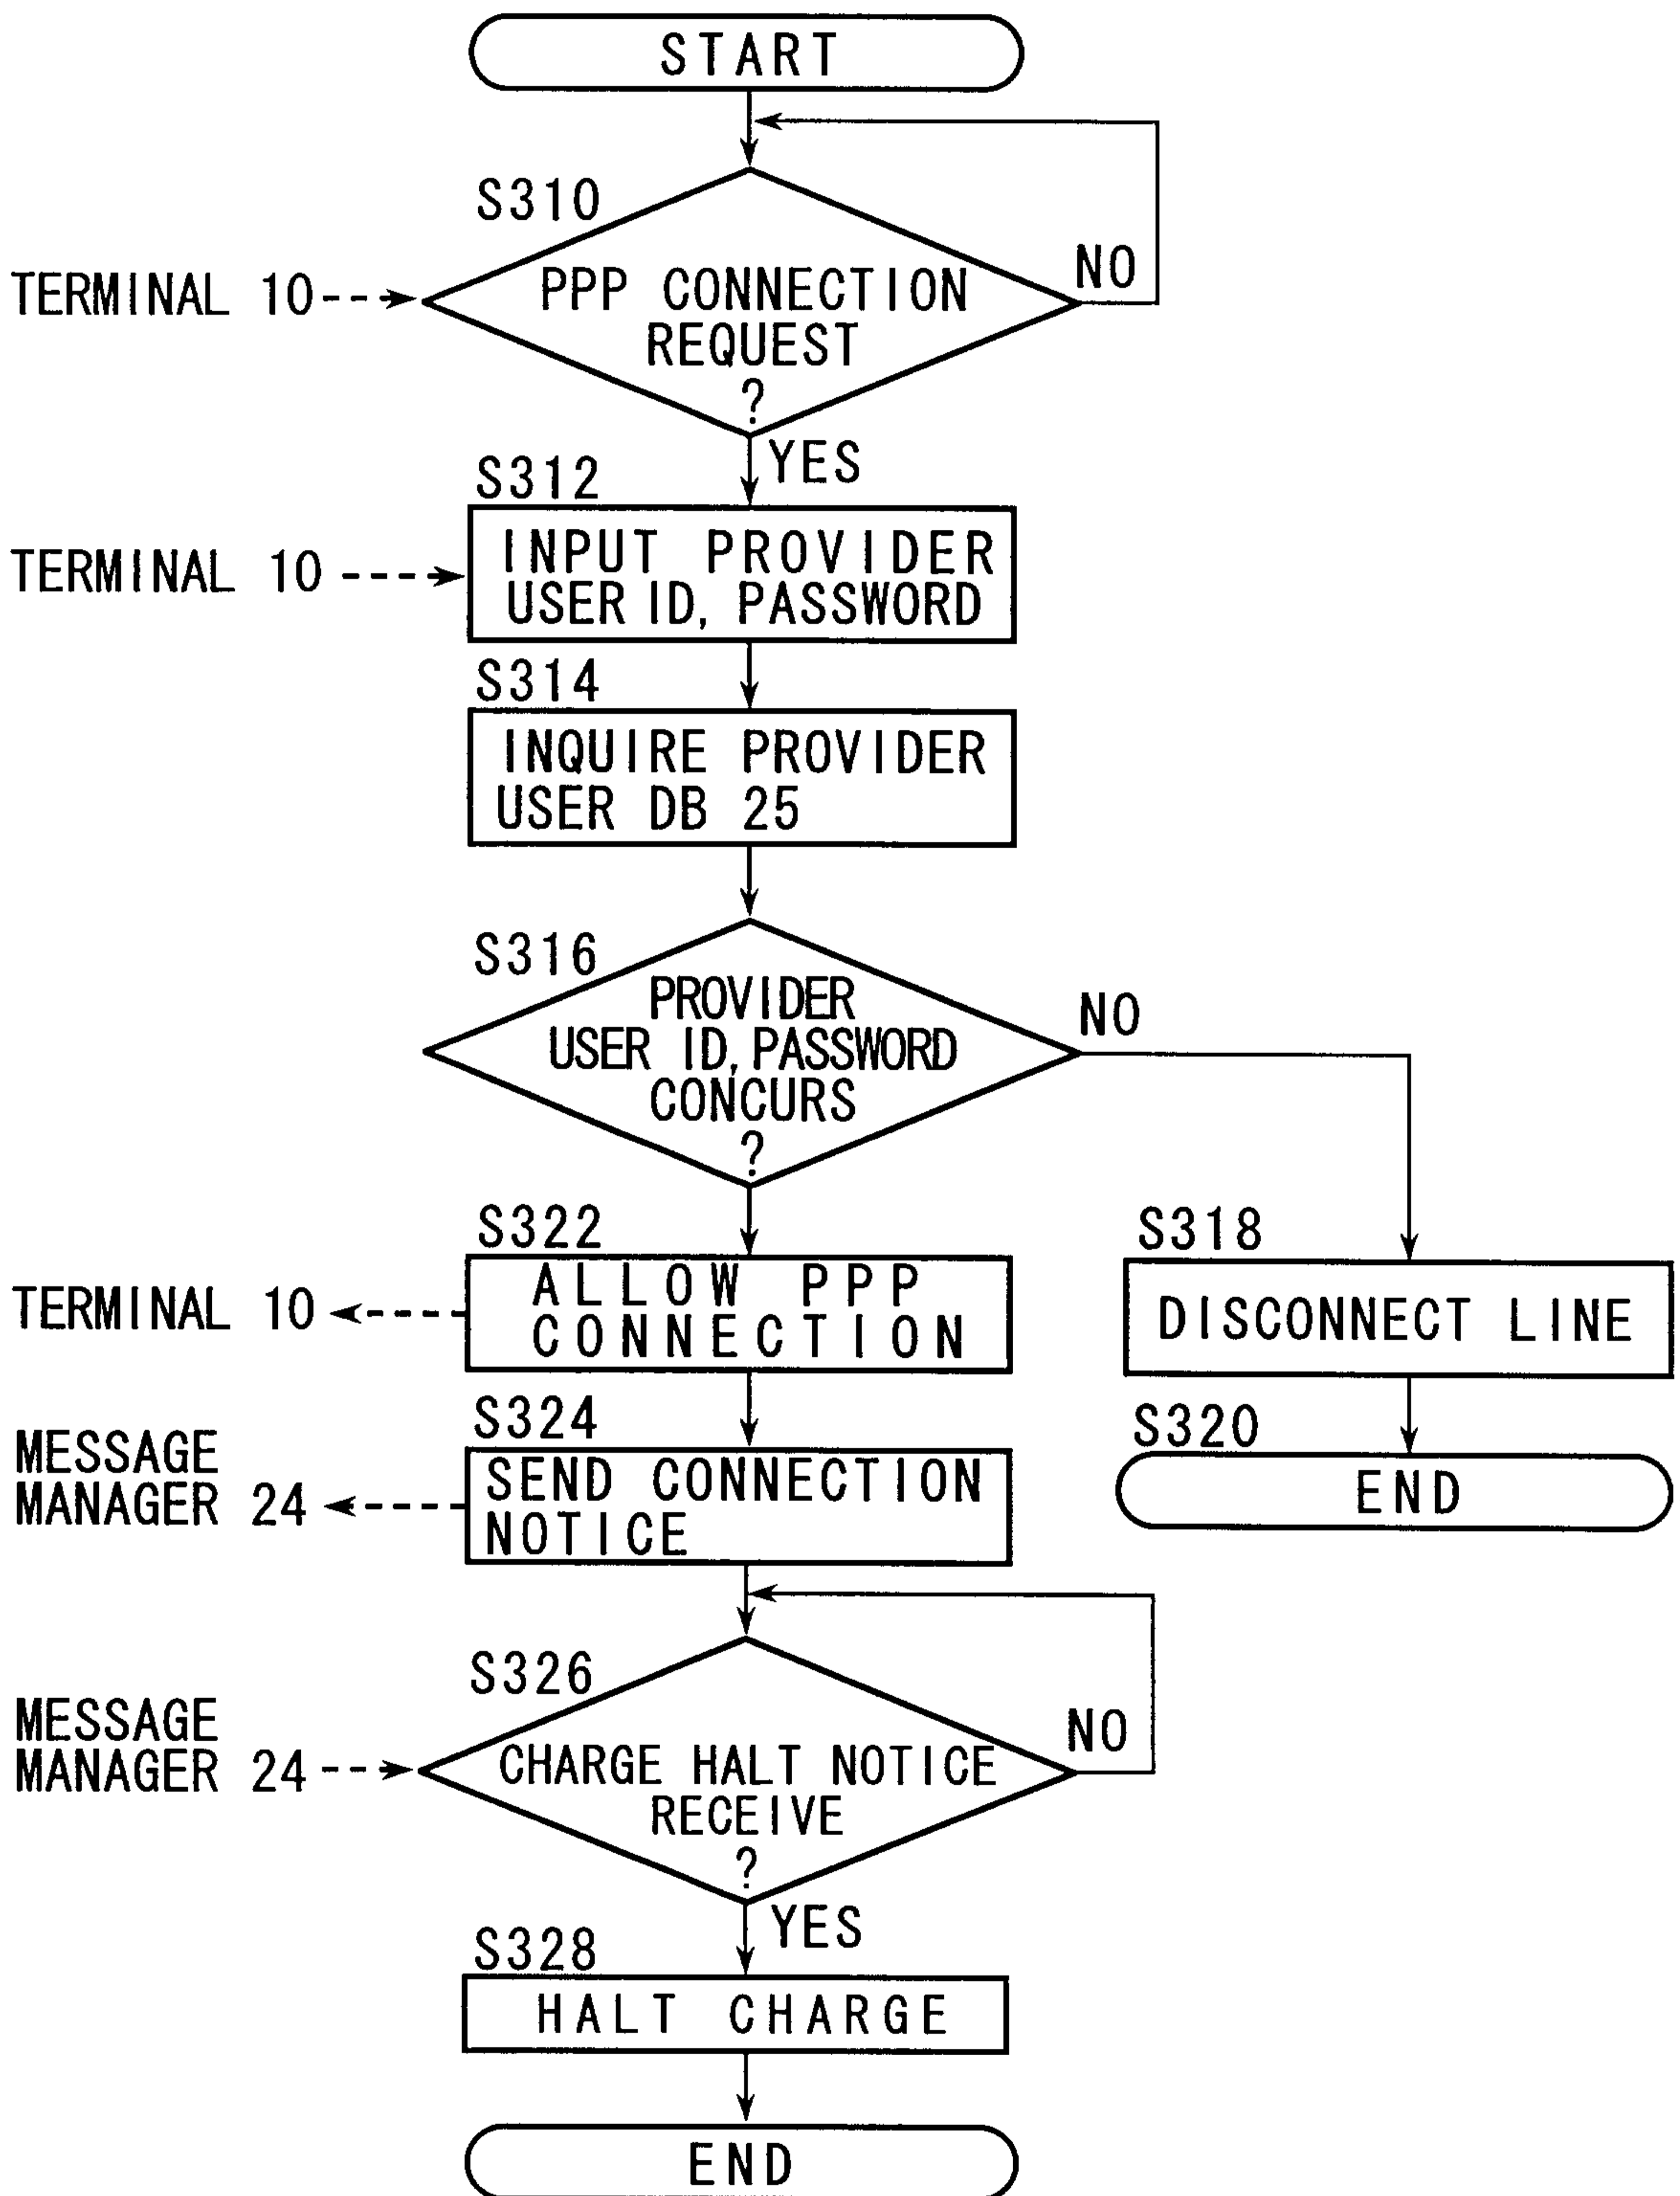 START
S310
NO
TERMINAL 10
PPP CONNECTION
REQUEST
?
YES
S312
TERMINAL 10
INPUT PROVIDER
USER ID, PASSWORD
S314
INQUIRE PROVIDER
USER DB 25
S316
PROVIDER
USER ID, PASSWORD
CONCURS
?
NO
S322
TERMINAL 10
ALLOW PPP
CONNECTION
S318
DISCONNECT LINE
S324
MESSAGE
MANAGER 24
SEND CONNECTION
NOTICE
S320
END
S326
NO
MESSAGE
MANAGER 24
CHARGE HALT NOTICE
RECEIVE
?
YES
S328
HALT CHARGE
END